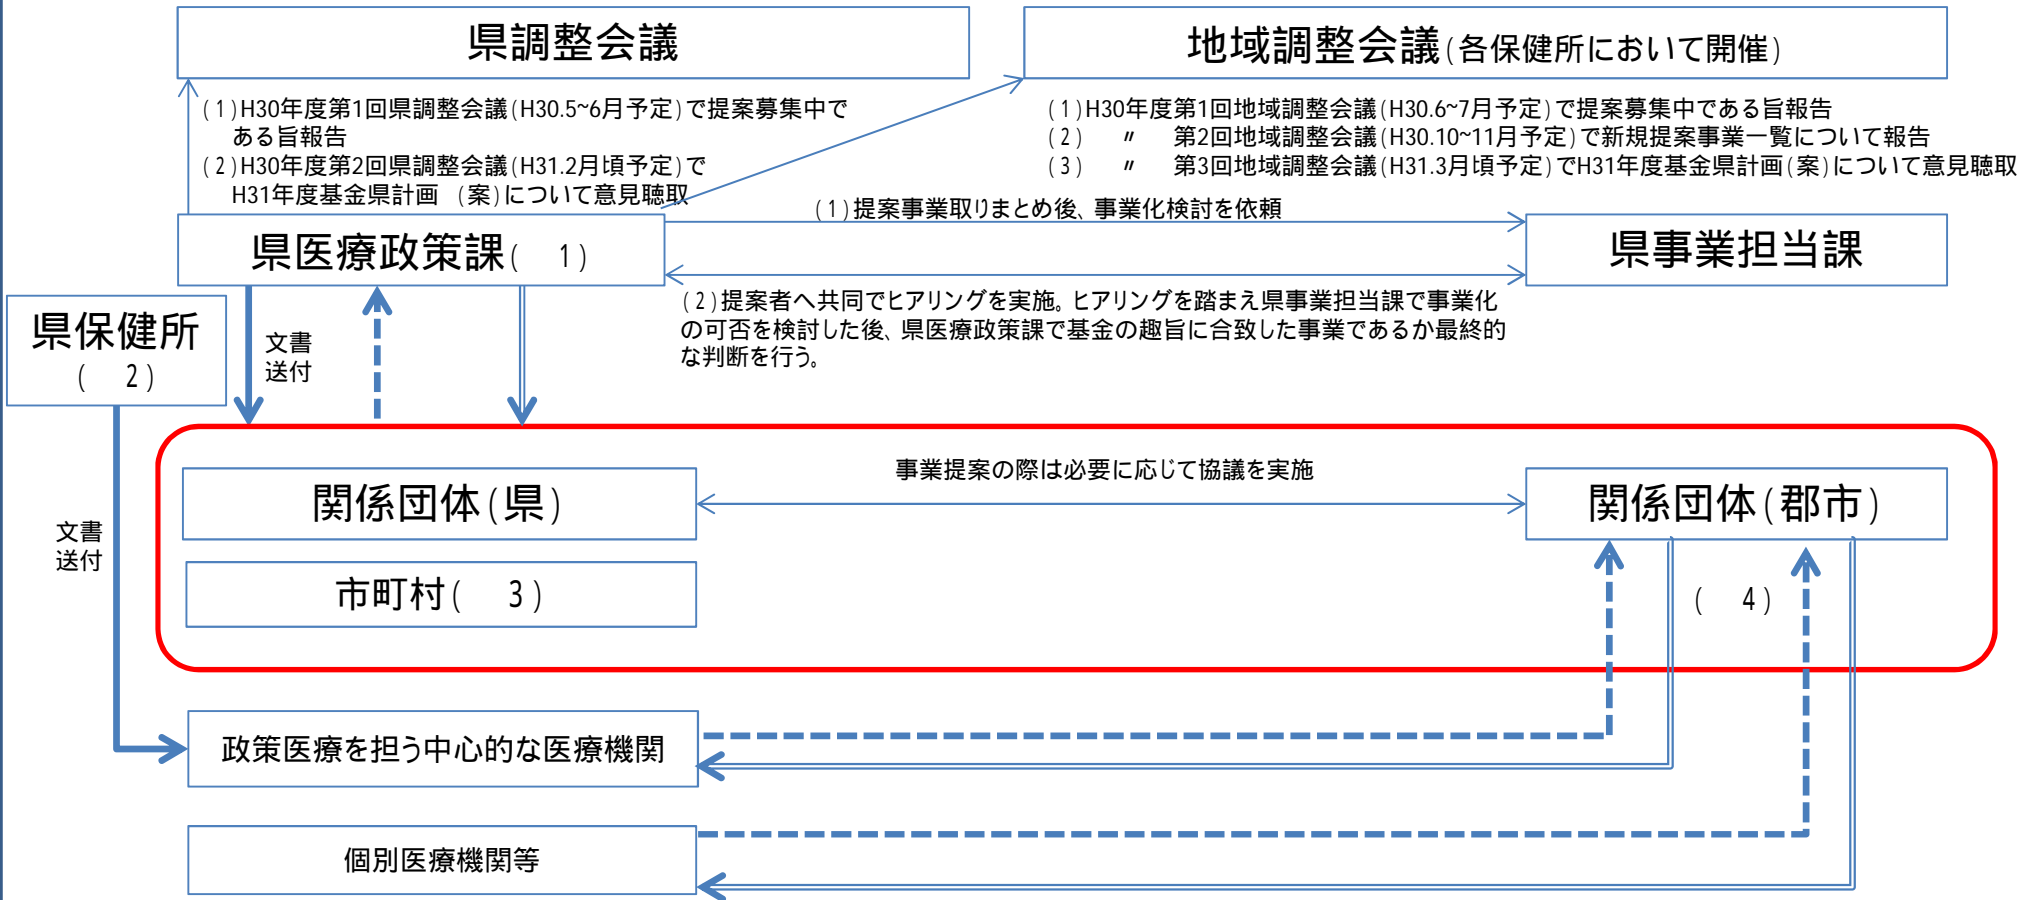 県調整会議
地域調整会議(各保健所において開催)
(1)H30年度第1回県調整会議(H30.5~6月予定)で提案募集中で
ある旨報告
(2)H30年度第2回県調整会議(H31.2月頃予定)で
H31年度基金県計画 (案)について意見聴取
(1)H30年度第1回地域調整会議(H30.6~7月予定)で提案募集中である旨報告
(2) 〃 第2回地域調整会議(H30.10~11月予定)で新規提案事業一覧について報告
(3) 〃 第3回地域調整会議(H31.3月頃予定)でH31年度基金県計画(案)について意見聴取
(1)提案事業取りまとめ後、事業化検討を依頼
県医療政策課( 1)
県事業担当課
(2)提案者へ共同でヒアリングを実施。ヒアリングを踏まえ県事業担当課で事業化
の可否を検討した後、県医療政策課で基金の趣旨に合致した事業であるか最終的
な判断を行う。
県保健所
( 2)
文書
送付
事業提案の際は必要に応じて協議を実施
関係団体(県)
関係団体(郡市)
文書
送付
市町村( 3)
( 4)
政策医療を担う中心的な医療機関
個別医療機関等